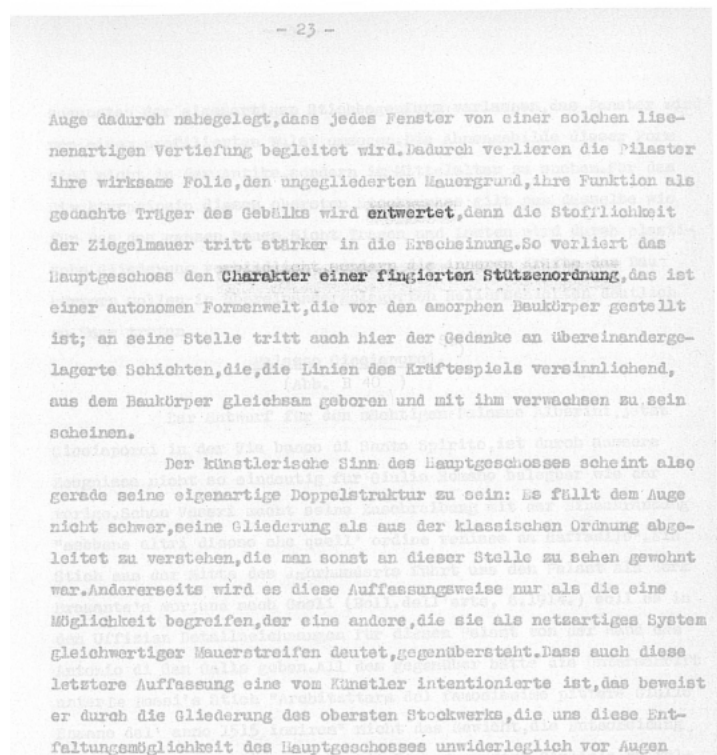 - 23 -
Auge dadurch nahegelegt,dass jedes Fenster von einer solchen lise-
nenartigen Vertiefung begleitet wird.Dadurch verlieren die Pilaster
ihre wirksame Folie,den ungegliederten Mauergrund,ihre Funktion als
gedachte Träger des Gebälks wird entwertet,denn die Stofflichkeit
der Ziegelmauer tritt stärker in die Erscheinung.So verliert das
Hauptgeschoss den Charakter einer fingierten Stützenordnung,das ist
einer autonomen Formenwelt,die vor den amorphen Baukörper gestellt
ist; an seine Stelle tritt auch hier der Gedanke an übereinanderge-
lagerte Schichten,die,die Linien des Kräftespiels versinnlichend,
aus dem Baukörper gleichsam geboren und mit ihm verwachsen zu sein
scheinen.
Der künstlerische Sinn des Hauptgeschosses scheint also
gerade seine eigenartige Doppelstruktur zu sein: Es fällt dem Auge
nicht schwer,seine Gliederung als aus der klassischen Ordnung abge-
leitet zu verstehen,die man sonst an dieser Stelle zu sehen gewohnt
war.Andererseits wird es diese Auffassungsweise nur als die eine
Möglichkeit begreifen,der eine andere,die sie als netzartiges System
gleichwertiger Mauerstreifen deutet,gegenübersteht.Dass auch diese
letztere Auffassung eine vom Künstler intentionierte ist,das beweist
er durch die Gliederung des obersten Stockwerks,die uns diese Ent-
faltungsmöglichkeit des Hauptgeschosses unwiderleglich vor Augen